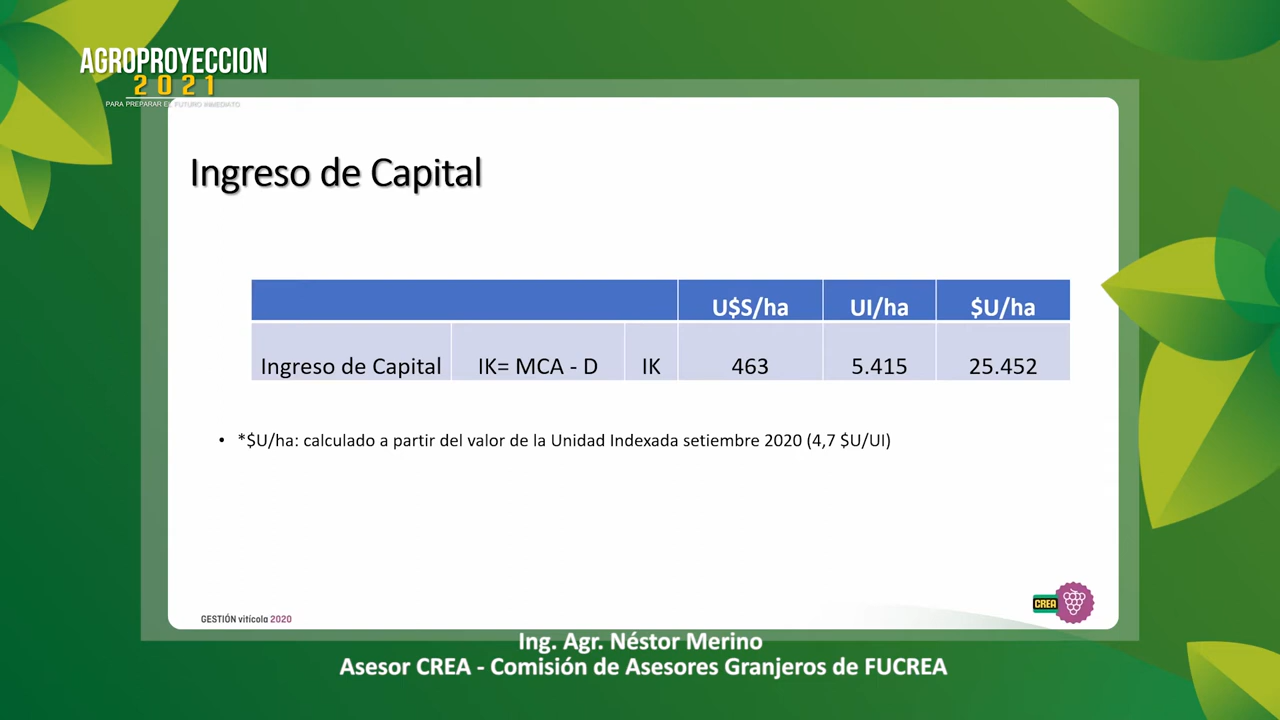 AGROPROYECCION
2021
PARA PREPARAR EL FUTURO INMEDIATO
Ingreso de Capital
U$S/ha UI/ha $U/ha
Ingreso de Capital IK= MCA - D IK 463 5.415 25.452
• *$U/ha: calculado a partir del valor de la Unidad Indexada setiembre 2020 (4,7 $U/UI)
GESTIÓN vitícola 2020
CREA
Ing. Agr. Néstor Merino
Asesor CREA - Comisión de Asesores Granjeros de FUCREA